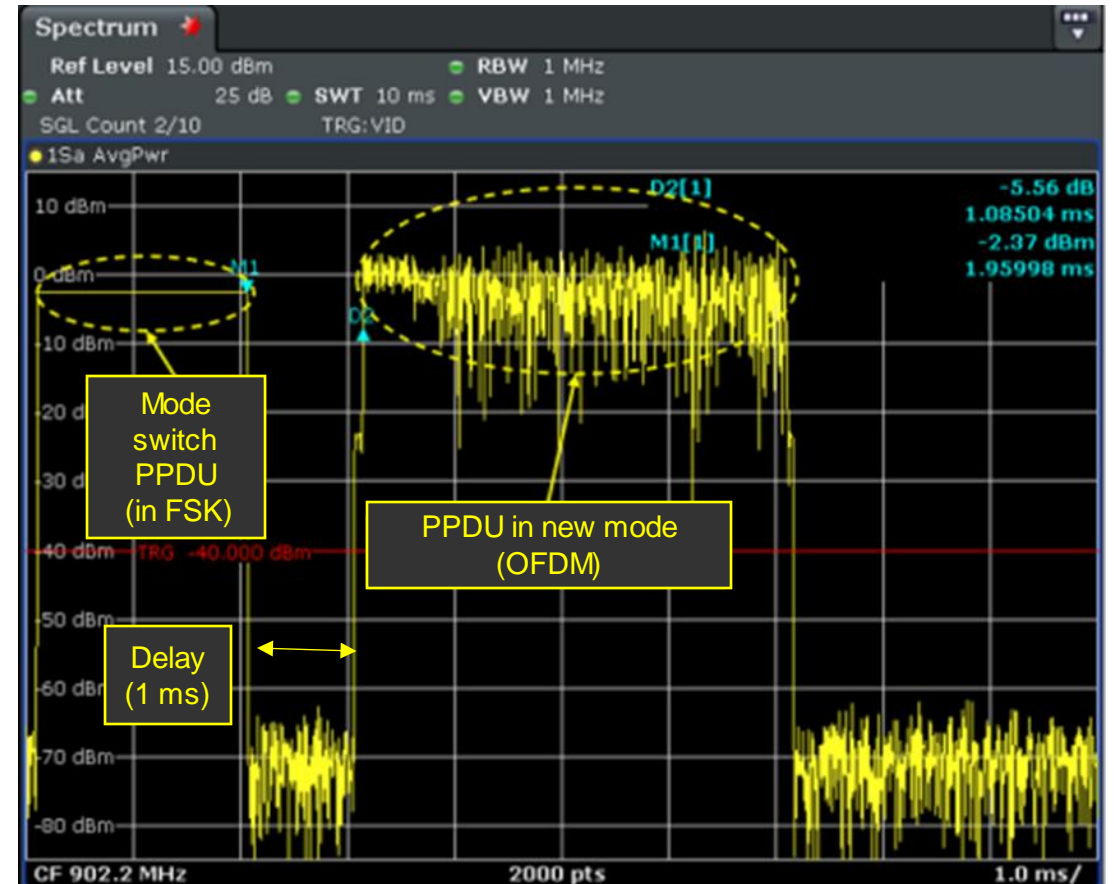 Spectrum
Ref Level 15.00 dBm RBW 1 MHz
Att 25 dB SWT 10 ms VBW 1 MHz
SGL Count 2/10 TRG:VID
1Sa AvgPwr
D2[1] -5.56 dB
1.08504 ms
M1[1] -2.37 dBm
1.95998 ms
10 dBm
0 dBm
M1
D2
-10 dBm
-20 d
-30 d
Mode
switch
PPDU
(in FSK)
PPDU in new mode
(OFDM)
-40 dBm TRG -40.000 dBm
-50 dBm
Delay
(1 ms)
-60 dBm
-70 dBm
-80 dBm
CF 902.2 MHz 2000 pts 1.0 ms/